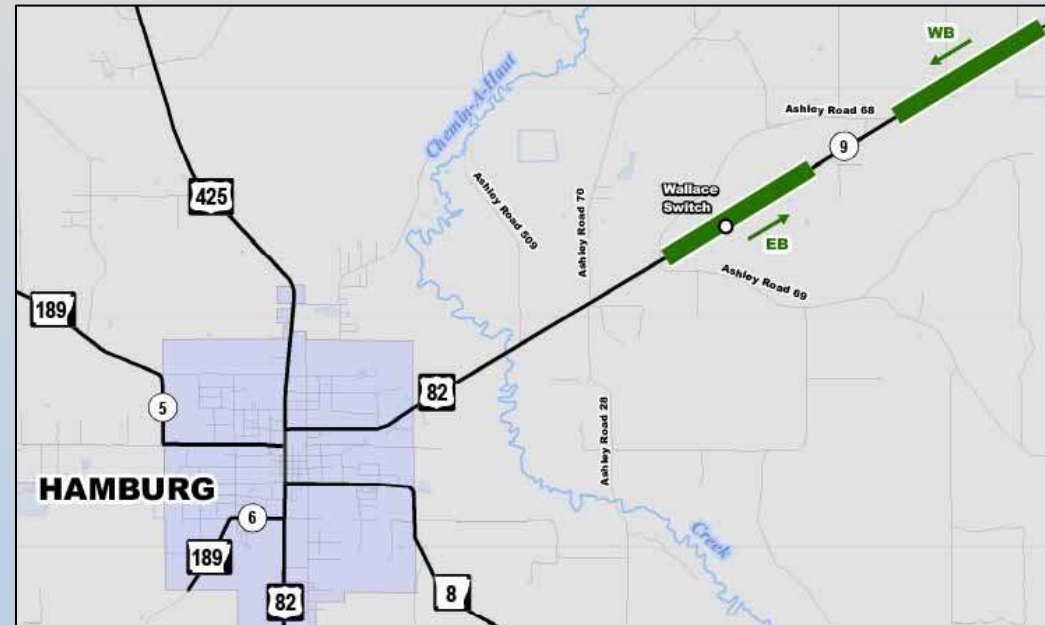 WB
Chemin-A-Haut
Ashley Road 68
9
425
Ashley Road 509
Ashley Road 70
Wallace
Switch
EB
Ashley Road 69
189
82
5
Ashley Road 28
HAMBURG
6
Creek
189
8
82